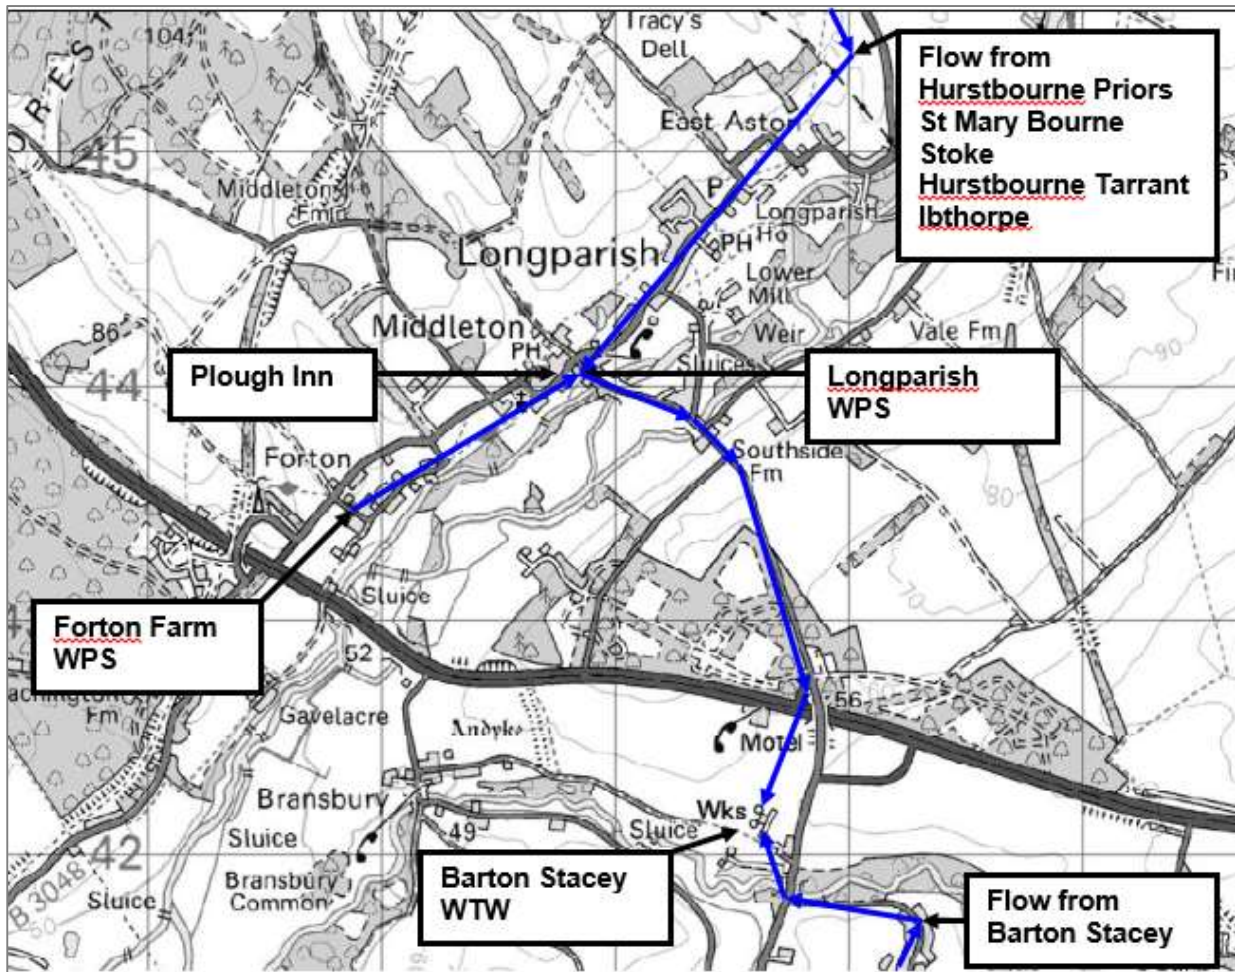 Tracy's
Dell
104
Flow from
Hurstbourne Priors
St Mary Bourne
Stoke
Hurstbourne Tarrant
Ibthorpe
East Aston
45
Middleton
P
Longparish
Ho
PH
Longparish
Lower
Mill
Weir
86
Middleton
PH
Sluices
Vale Fm
90
Plough Inn
44
Longparish
WPS
Forton
Southside
Fm
80
70
Sluice
Forton Farm
WPS
52
Fm
Gavelacre
Andyke
56
Motel
Bransbury
Wks
Sluice
49
Sluice
42
B 3048
50
Sluice
Bransbury
Common
Barton Stacey
WTW
Flow from
Barton Stacey